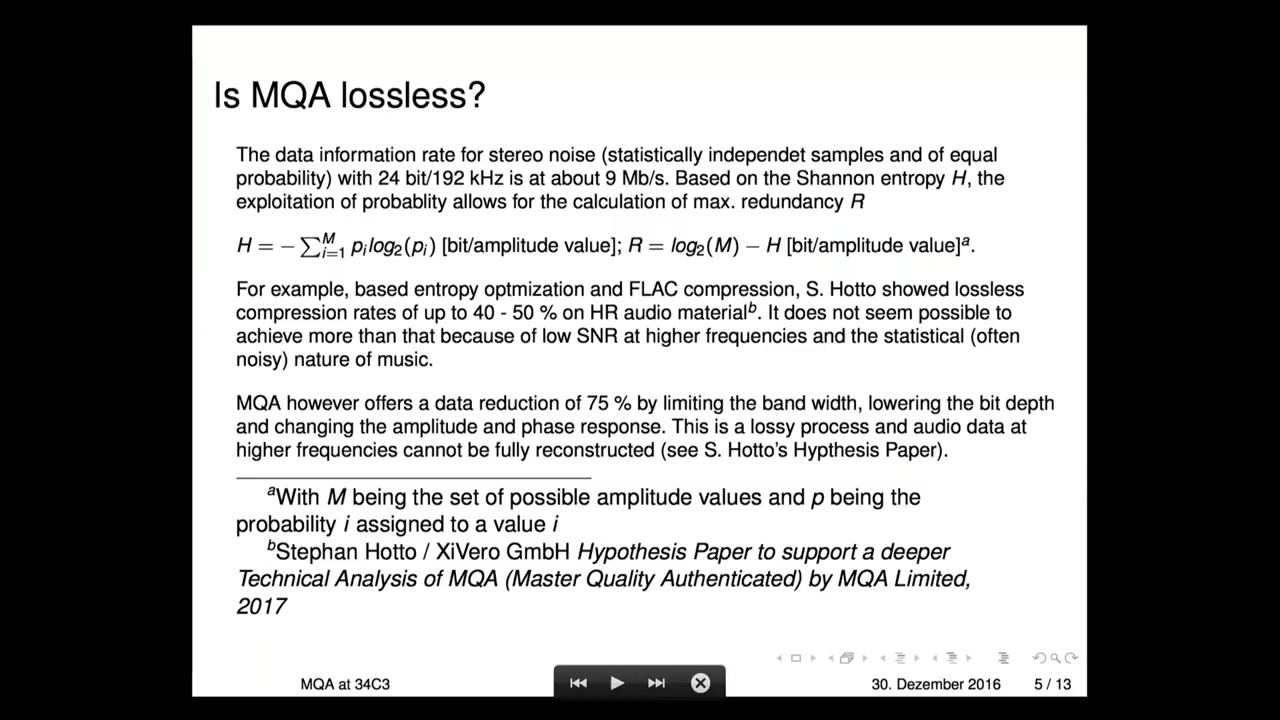 Is MQA lossless?
The data information rate for stereo noise (statistically independet samples and of equal
probability) with 24 bit/192 kHz is at about 9 Mb/s. Based on the Shannon entropy H, the
exploitation of probablity allows for the calculation of max. redundancy R
H = − ∑ᴹᵢ₌₁ pᵢlog₂(pᵢ) [bit/amplitude value]; R = log₂(M) − H [bit/amplitude value]ᵃ.
For example, based entropy optmization and FLAC compression, S. Hotto showed lossless
compression rates of up to 40 - 50 % on HR audio materialᵇ. It does not seem possible to
achieve more than that because of low SNR at higher frequencies and the statistical (often
noisy) nature of music.
MQA however offers a data reduction of 75 % by limiting the band width, lowering the bit depth
and changing the amplitude and phase response. This is a lossy process and audio data at
higher frequencies cannot be fully reconstructed (see S. Hotto's Hypthesis Paper).
ᵃWith M being the set of possible amplitude values and p being the
probability i assigned to a value i
ᵇStephan Hotto / XiVero GmbH Hypothesis Paper to support a deeper
Technical Analysis of MQA (Master Quality Authenticated) by MQA Limited,
2017
MQA at 34C3
30. Dezember 2016
5 / 13